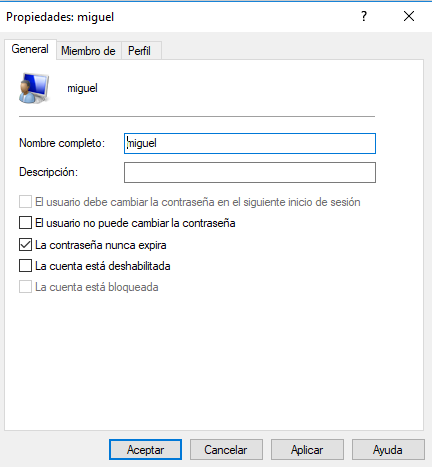 Propiedades: miguel
General Miembro de Perfil
miguel
Nombre completo: miguel
Descripción:
El usuario debe cambiar la contraseña en el siguiente inicio de sesión
El usuario no puede cambiar la contraseña
La contraseña nunca expira
La cuenta está deshabilitada
La cuenta está bloqueada
Aceptar Cancelar Aplicar Ayuda